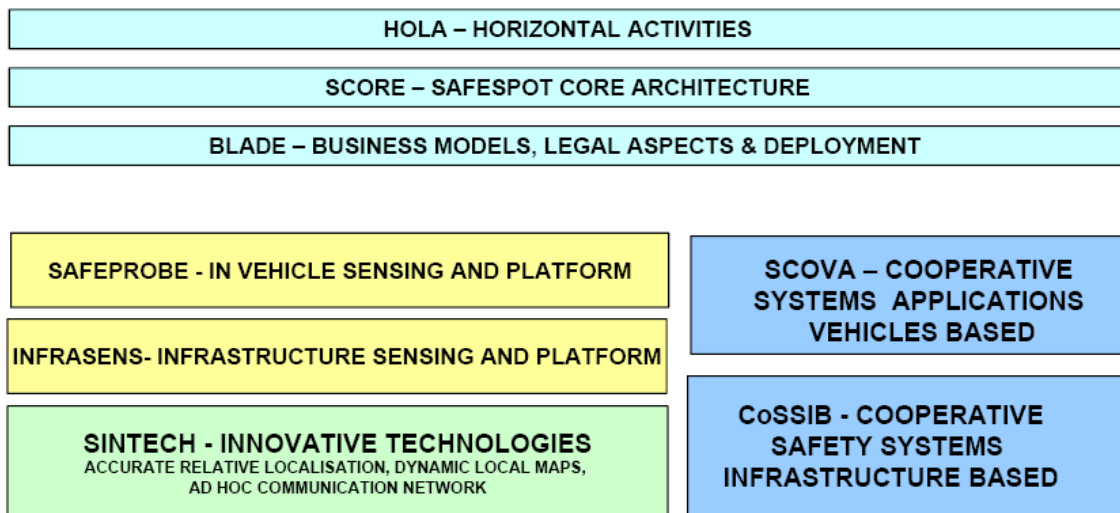 HOLA – HORIZONTAL ACTIVITIES
SCORE – SAFESPOT CORE ARCHITECTURE
BLADE – BUSINESS MODELS, LEGAL ASPECTS & DEPLOYMENT
SAFEPROBE - IN VEHICLE SENSING AND PLATFORM
INFRASENS- INFRASTRUCTURE SENSING AND PLATFORM
SINTECH - INNOVATIVE TECHNOLOGIES
ACCURATE RELATIVE LOCALISATION, DYNAMIC LOCAL MAPS,
AD HOC COMMUNICATION NETWORK
SCOVA – COOPERATIVE
SYSTEMS APPLICATIONS
VEHICLES BASED
CoSSIB - COOPERATIVE
SAFETY SYSTEMS
INFRASTRUCTURE BASED